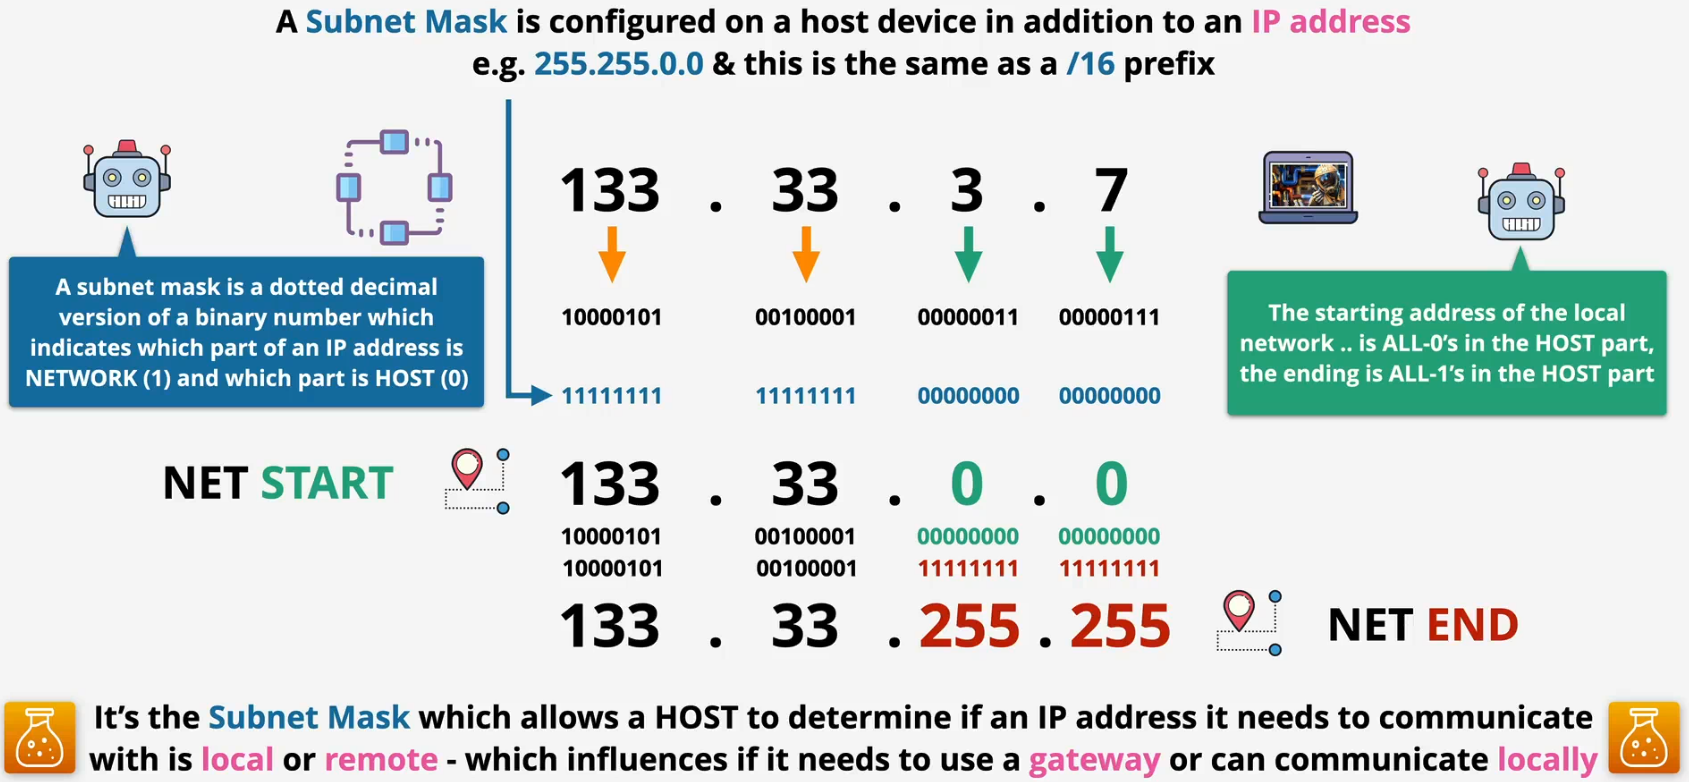 A Subnet Mask is configured on a host device in addition to an IP address
e.g. 255.255.0.0 & this is the same as a /16 prefix
133 . 33 . 3 . 7
A subnet mask is a dotted decimal
version of a binary number which
indicates which part of an IP address is
NETWORK (1) and which part is HOST (0)
10000101 00100001 00000011 00000111
The starting address of the local
network .. is ALL-0's in the HOST part,
the ending is ALL-1's in the HOST part
11111111 11111111 00000000 00000000
NET START 133 . 33 . 0 . 0
10000101 00100001 00000000 00000000
10000101 00100001 11111111 11111111
133 . 33 . 255 . 255 NET END
It's the Subnet Mask which allows a HOST to determine if an IP address it needs to communicate
with is local or remote - which influences if it needs to use a gateway or can communicate locally